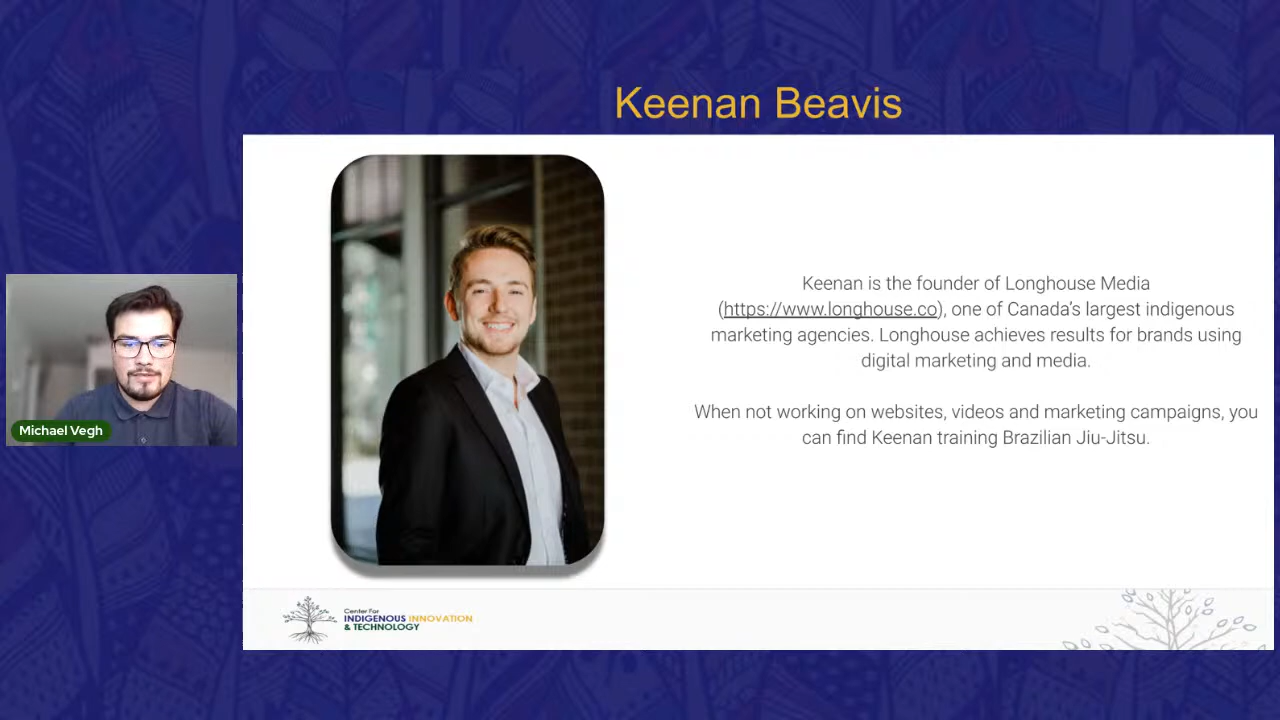 Keenan Beavis
Keenan is the founder of Longhouse Media
(https://www.longhouse.co), one of Canada’s largest indigenous
marketing agencies. Longhouse achieves results for brands using
digital marketing and media.
When not working on websites, videos and marketing campaigns, you
can find Keenan training Brazilian Jiu-Jitsu.
Michael Vegh
Center For
INDIGENOUS INNOVATION
& TECHNOLOGY